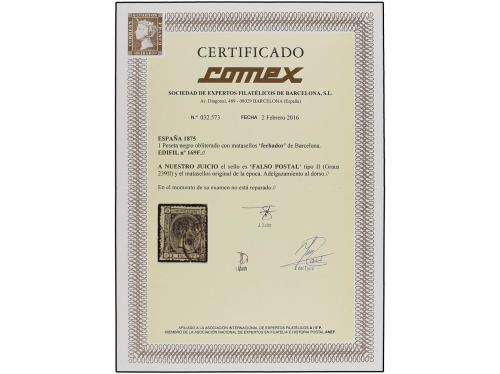 CERTIFICADO
comex
SOCIEDAD DE EXPERTOS FILATÉLICOS DE BARCELONA, S.L.
Av. Diagonal, 489 - 08029 BARCELONA (España)
N.º 032.573 FECHA 2 Febrero 2016
ESPAÑA 1875
1 Peseta negro obliterado con matasellos "fechador" de Barcelona.
EDIFIL nº 169F.//
A NUESTRO JUICIO el sello es "FALSO POSTAL" tipo II (Graus
239II) y el matasellos original de la época. Adelgazamiento al dorso.//
En el momento de su examen no está reparado.//
AFILIADO A LA ASOCIACION INTERNACIONAL DE EXPERTOS FILATÉLICOS A I E P.
MIEMBRO DE LA ASOCIACIÓN NACIONAL DE EXPERTOS EN FILATELIA E HISTORIA POSTAL ANEF.